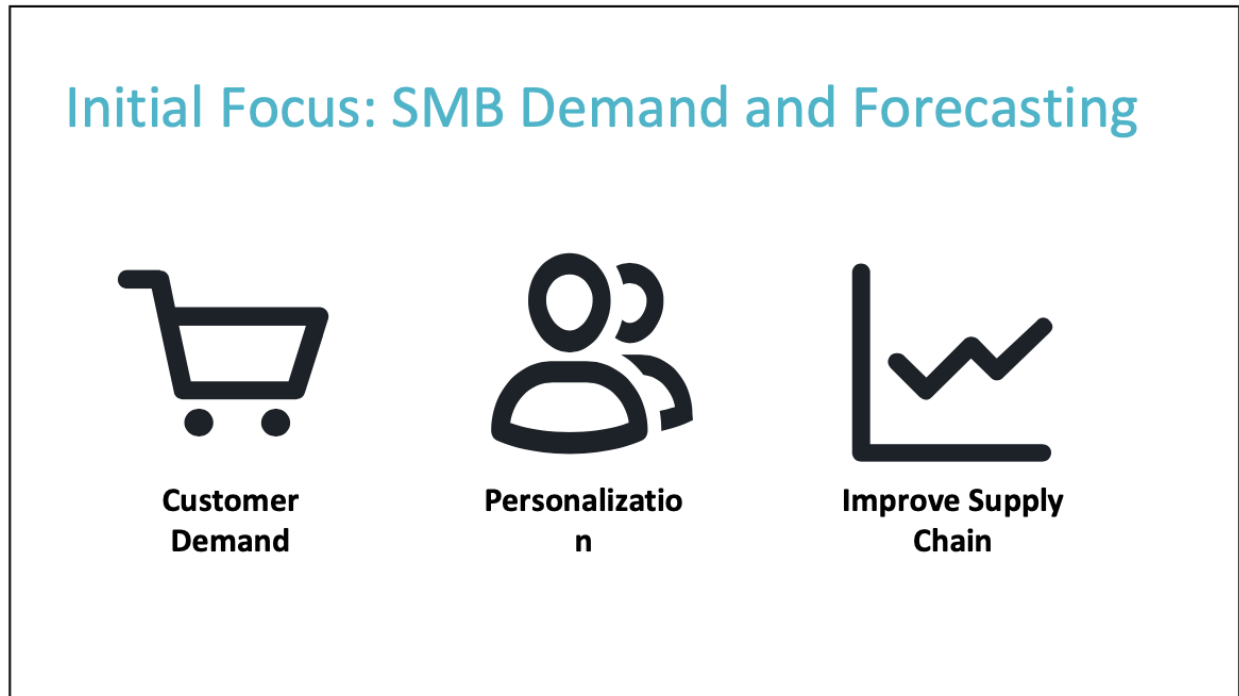 Initial Focus: SMB Demand and Forecasting
Customer
Demand
Personalizatio
n
Improve Supply
Chain